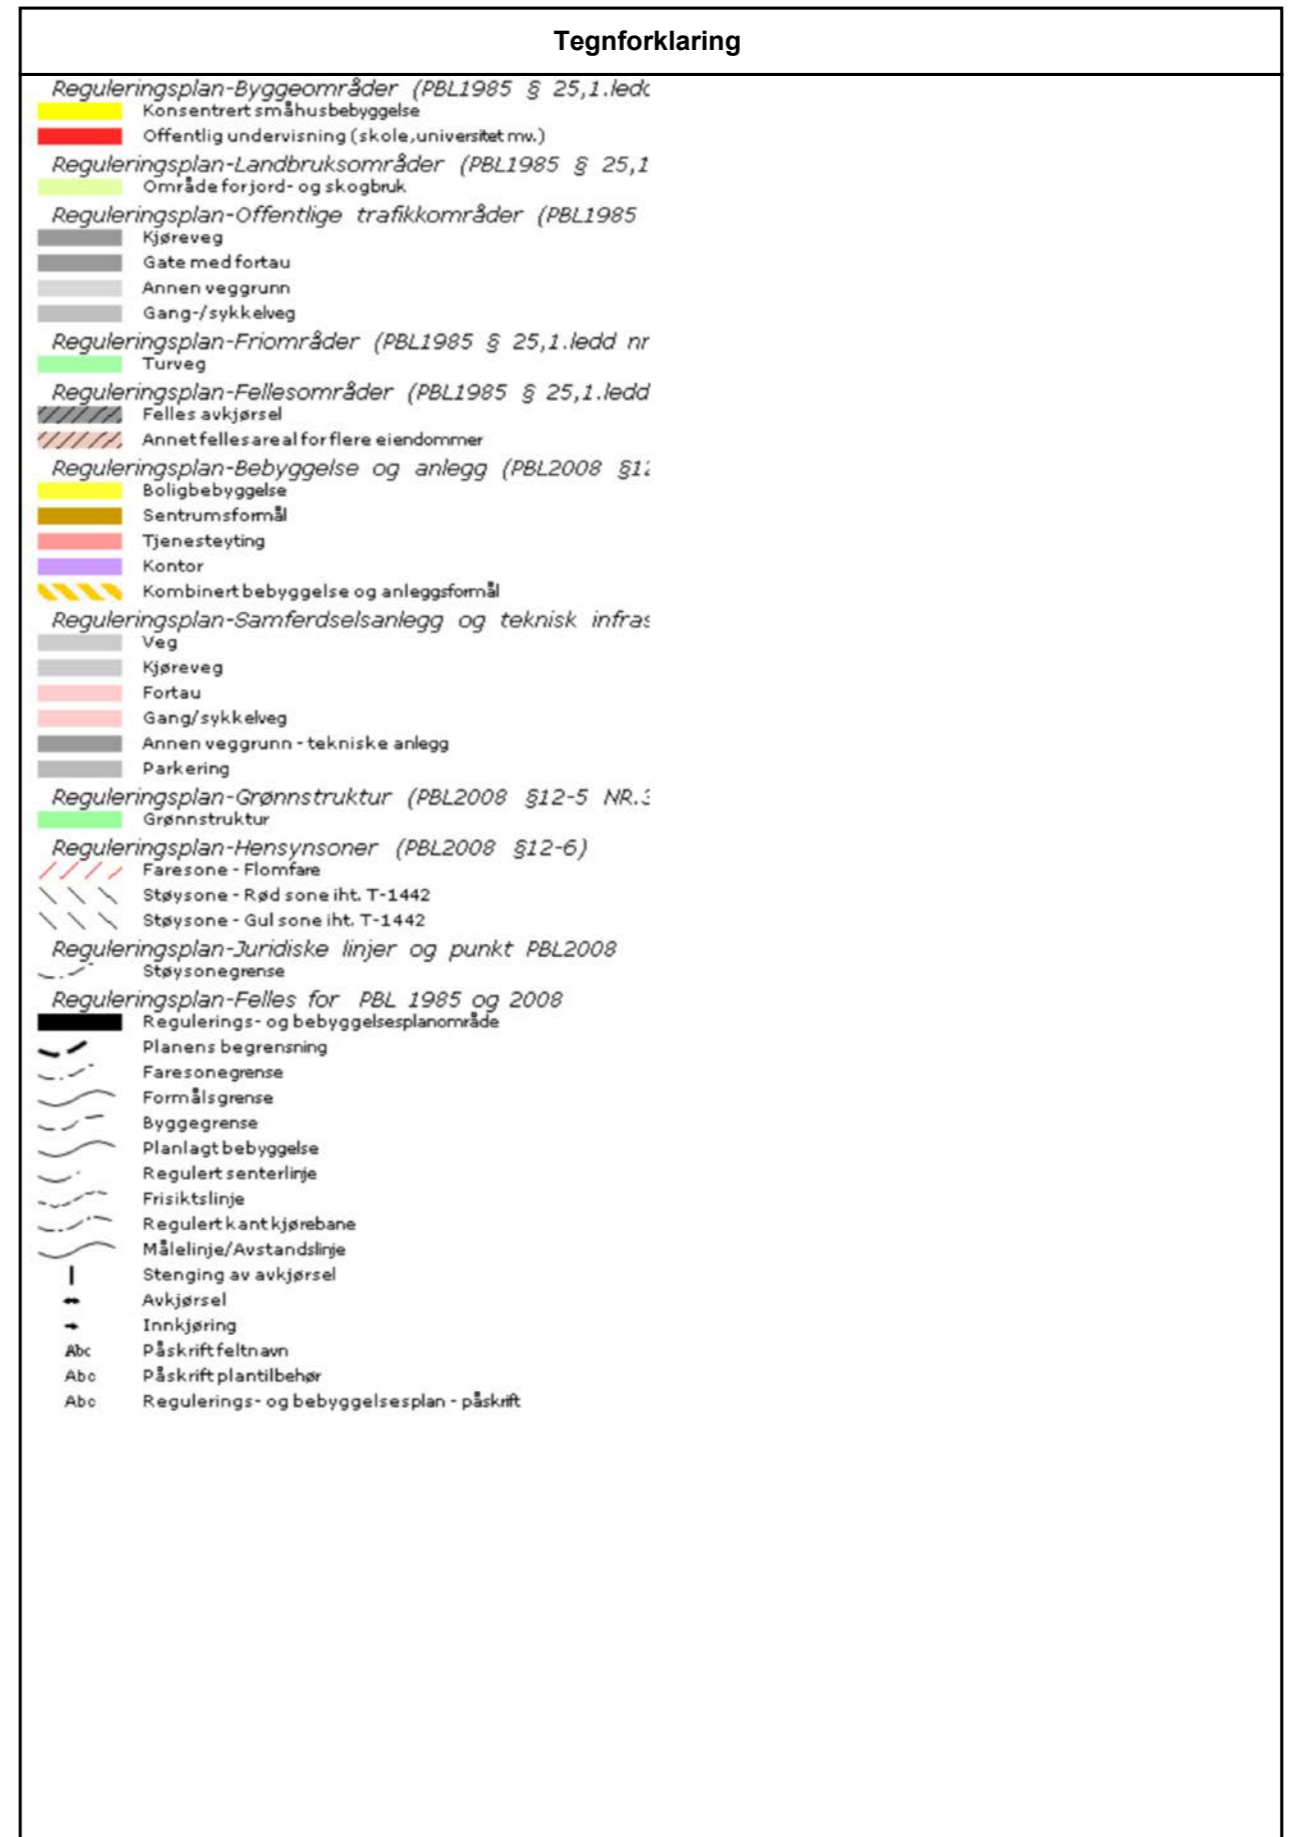 Tegnforklaring
Reguleringsplan-Byggeområder (PBL1985 § 25,1.ledd
Konsentrert småhusbebyggelse
Offentlig undervisning (skole,universitet mv.)
Reguleringsplan-Landbruksområder (PBL1985 § 25,1
Område for jord- og skogbruk
Reguleringsplan-Offentlige trafikkområder (PBL1985
Kjøreveg
Gate med fortau
Annen veggrunn
Gang-/sykkelveg
Reguleringsplan-Friområder (PBL1985 § 25,1.ledd nr
Turveg
Reguleringsplan-Fellesområder (PBL1985 § 25,1.ledd
Felles avkjørsel
Annet felles areal for flere eiendommer
Reguleringsplan-Bebyggelse og anlegg (PBL2008 §12
Boligbebyggelse
Sentrumsformål
Tjenesteyting
Kontor
Kombinert bebyggelse og anleggsformål
Reguleringsplan-Samferdselsanlegg og teknisk infras
Veg
Kjøreveg
Fortau
Gang/sykkelveg
Annen veggrunn - tekniske anlegg
Parkering
Reguleringsplan-Grønnstruktur (PBL2008 §12-5 NR.3
Grønnstruktur
Reguleringsplan-Hensynsoner (PBL2008 §12-6)
Faresone - Flomfare
Støysone - Rød sone iht. T-1442
Støysone - Gul sone iht. T-1442
Reguleringsplan-Juridiske linjer og punkt PBL2008
Støysonegrense
Reguleringsplan-Felles for PBL 1985 og 2008
Regulerings- og bebyggelsesplanområde
Planens begrensning
Faresonegrense
Formålsgrense
Byggegrense
Planlagt bebyggelse
Regulert senterlinje
Frisiktslinje
Regulert kant kjørebane
Målelinje/Avstandslinje
Stenging av avkjørsel
Avkjørsel
Innkjøring
Abc Påskrift feltnavn
Abc Påskrift plantilbehør
Abc Regulerings- og bebyggelsesplan - påskrift